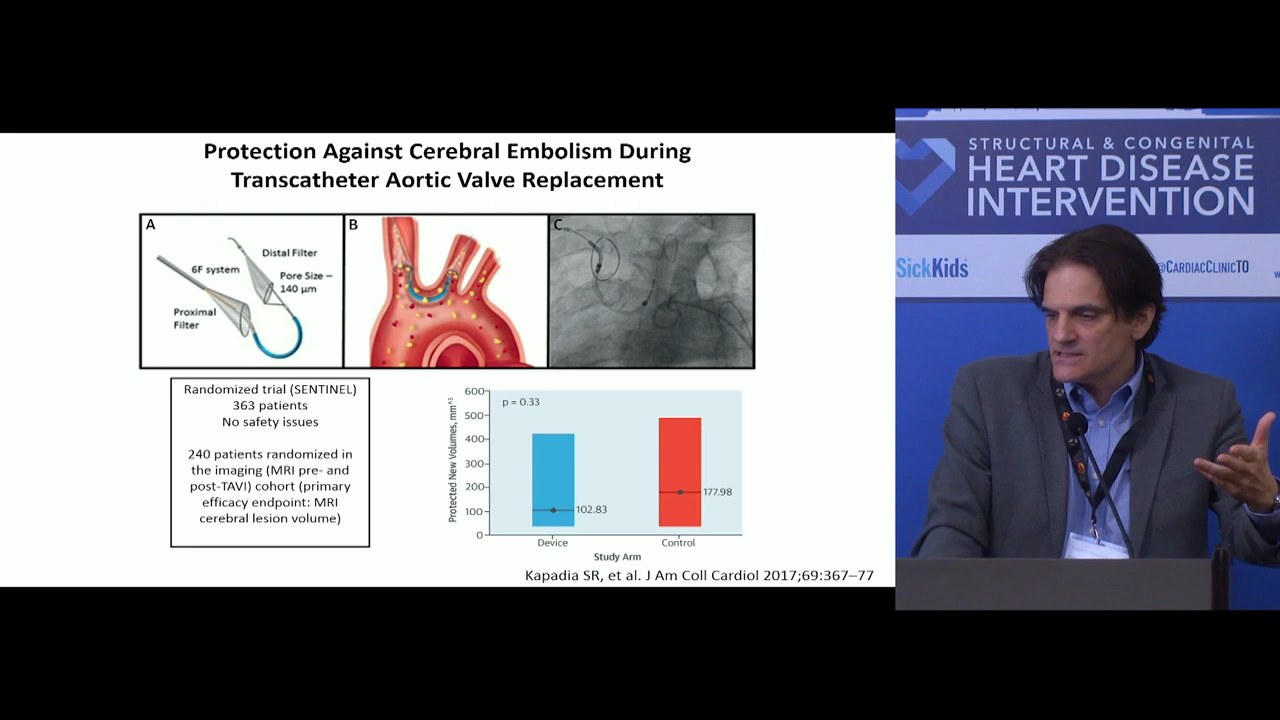 Protection Against Cerebral Embolism During
Transcatheter Aortic Valve Replacement
A
6F system
Distal Filter
Pore Size –
140 μm
Proximal
Filter
B
C
Randomized trial (SENTINEL)
363 patients
No safety issues
240 patients randomized in
the imaging (MRI pre- and
post-TAVI) cohort (primary
efficacy endpoint: MRI
cerebral lesion volume)
Protected New Volumes, mm^3
600
500
400
300
200
100
0
p = 0.33
102.83
177.98
Device
Control
Study Arm
Kapadia SR, et al. J Am Coll Cardiol 2017;69:367–77
STRUCTURAL & CONGENITAL
HEART DISEASE
INTERVENTION
SickKids
@CARDIACCLINICTO